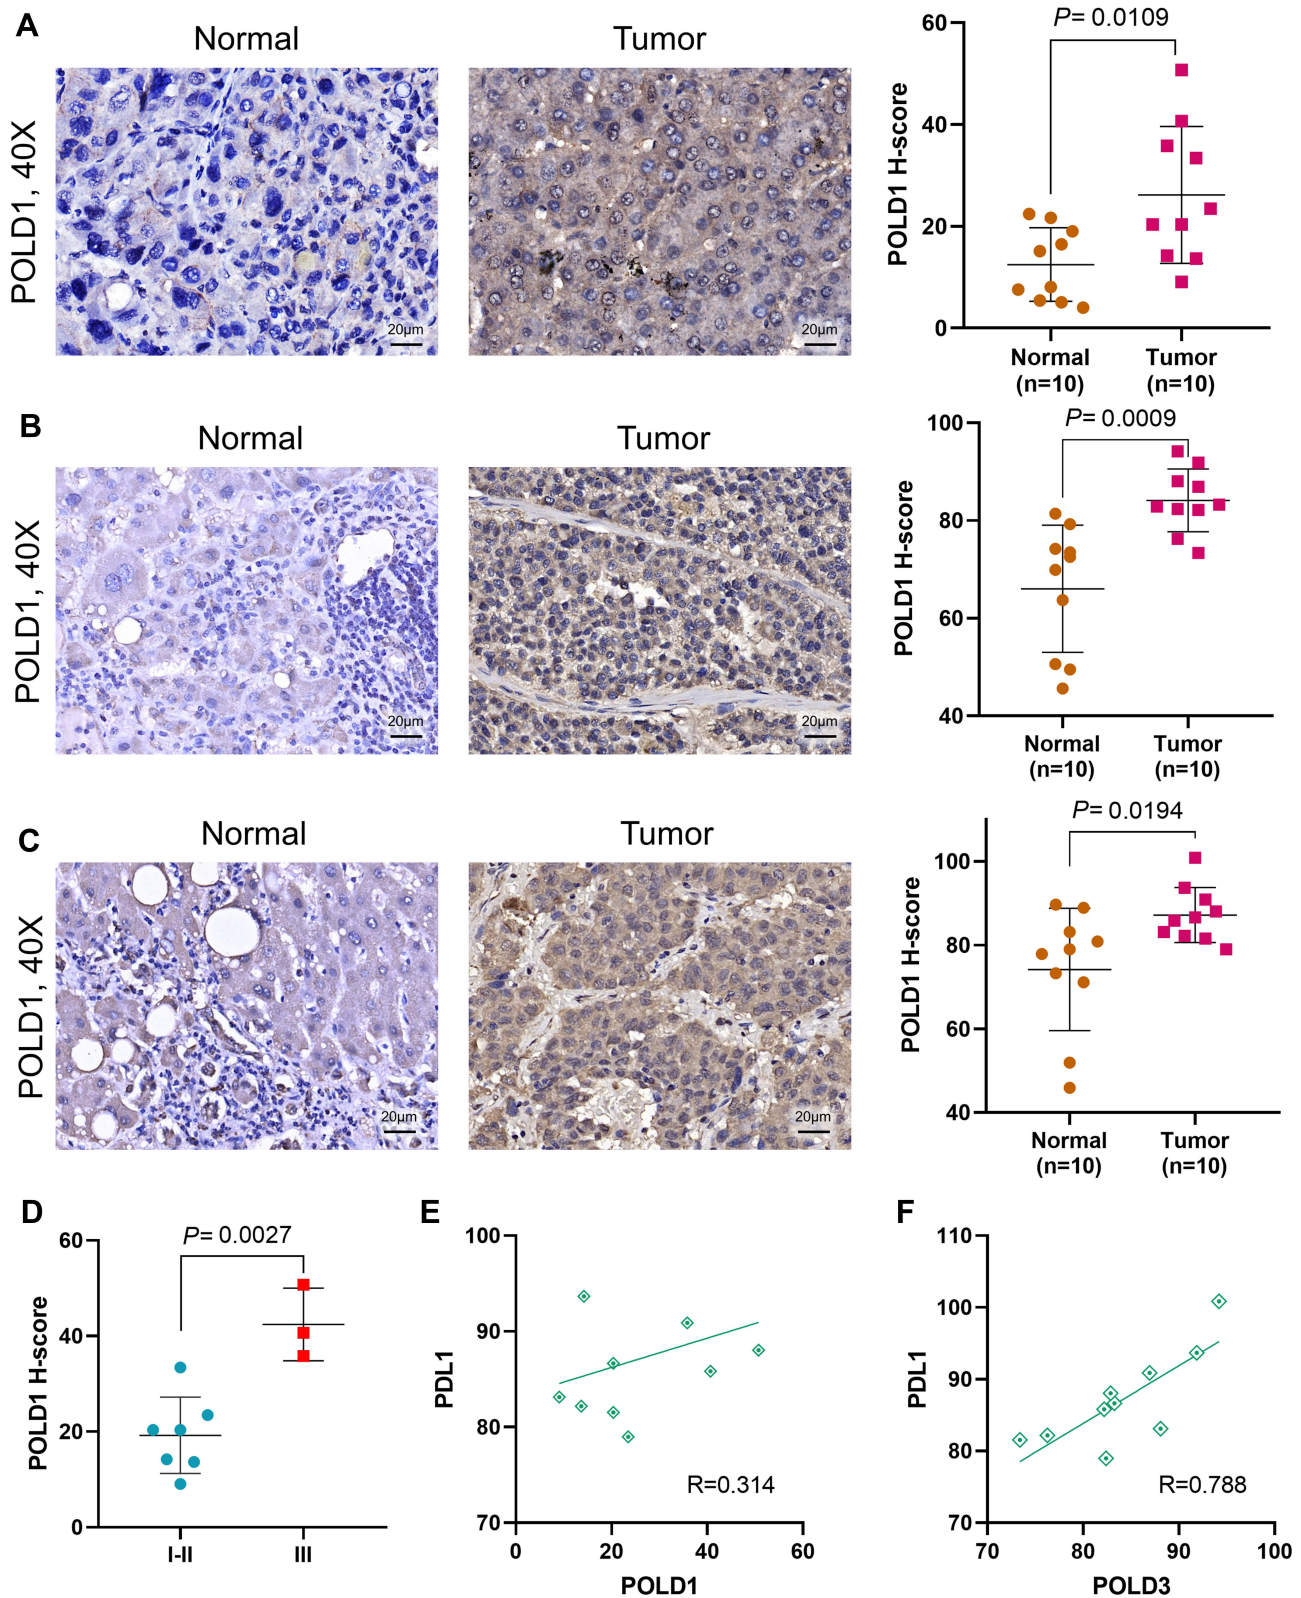 A
Normal
Tumor
POLD1, 40X
20μm
20μm
P= 0.0109
POLD1 H-score
60
40
20
0
Normal
(n=10)
Tumor
(n=10)
B
Normal
Tumor
POLD1, 40X
20μm
20μm
P= 0.0009
POLD1 H-score
100
80
60
40
Normal
(n=10)
Tumor
(n=10)
C
Normal
Tumor
POLD1, 40X
20μm
20μm
P= 0.0194
POLD1 H-score
100
80
60
40
Normal
(n=10)
Tumor
(n=10)
D
P= 0.0027
POLD1 H-score
60
40
20
0
I-II
III
E
PDL1
100
90
80
70
R=0.314
0
20
40
60
POLD1
F
PDL1
110
100
90
80
70
R=0.788
70
80
90
100
POLD3